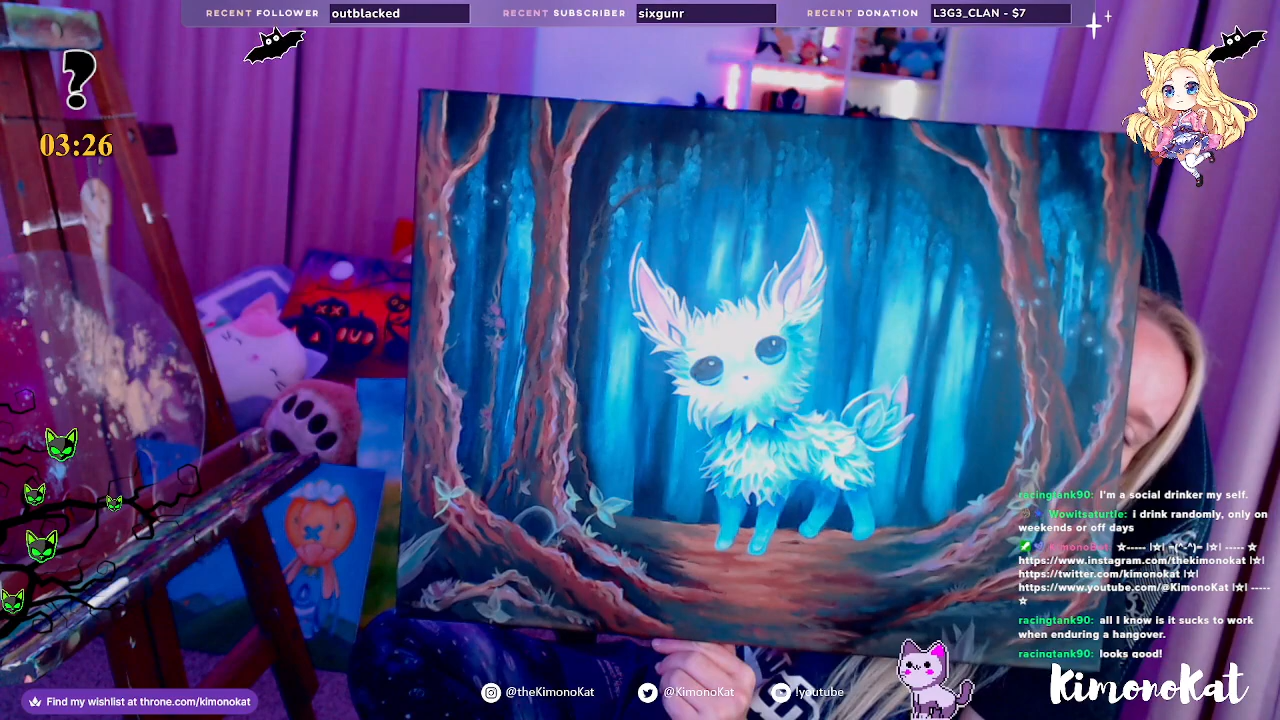 RECENT FOLLOWER outblacked RECENT SUBSCRIBER sixgunr RECENT DONATION L3G3_CLAN - $7
?
03:26
racingtank90: I'm a social drinker my self.
Wowitsaturtle: i drink randomly, only on
weekends or off days
KimonoBot: ☆----- |☆| ~(^-^)~ |☆| ----- ☆
https://www.instagram.com/thekimonokat |☆|
https://twitter.com/kimonokat |☆|
https://www.youtube.com/@KimonoKat |☆| -----
☆
racingtank90: all I know is it sucks to work
when enduring a hangover.
racingtank90: looks good!
KimonoKat
@theKimonoKat @KimonoKat !youtube
Find my wishlist at throne.com/kimonokat